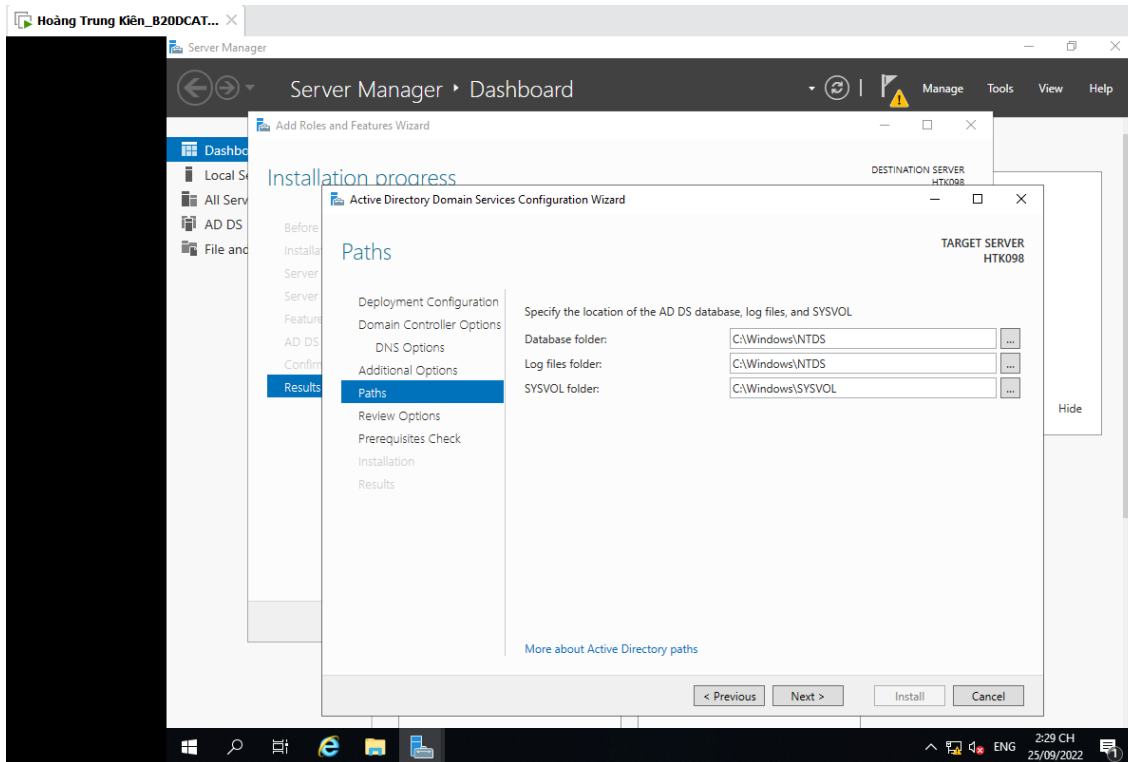 Hoàng Trung Kiên_B20DCAT...
Server Manager
Server Manager • Dashboard
Manage Tools View Help
Add Roles and Features Wizard
Dashbo
Local Se
All Serv
AD DS
File and
Installation progress
DESTINATION SERVER
HTK098
Before
Installa
Server
Server
Feature
AD DS
Confirm
Results
Active Directory Domain Services Configuration Wizard
Paths
TARGET SERVER
HTK098
Deployment Configuration
Domain Controller Options
DNS Options
Additional Options
Paths
Review Options
Prerequisites Check
Installation
Results
Specify the location of the AD DS database, log files, and SYSVOL
Database folder: C:\Windows\NTDS ...
Log files folder: C:\Windows\NTDS ...
SYSVOL folder: C:\Windows\SYSVOL ...
More about Active Directory paths
< Previous Next > Install Cancel
Hide
ENG
2:29 CH
25/09/2022
1